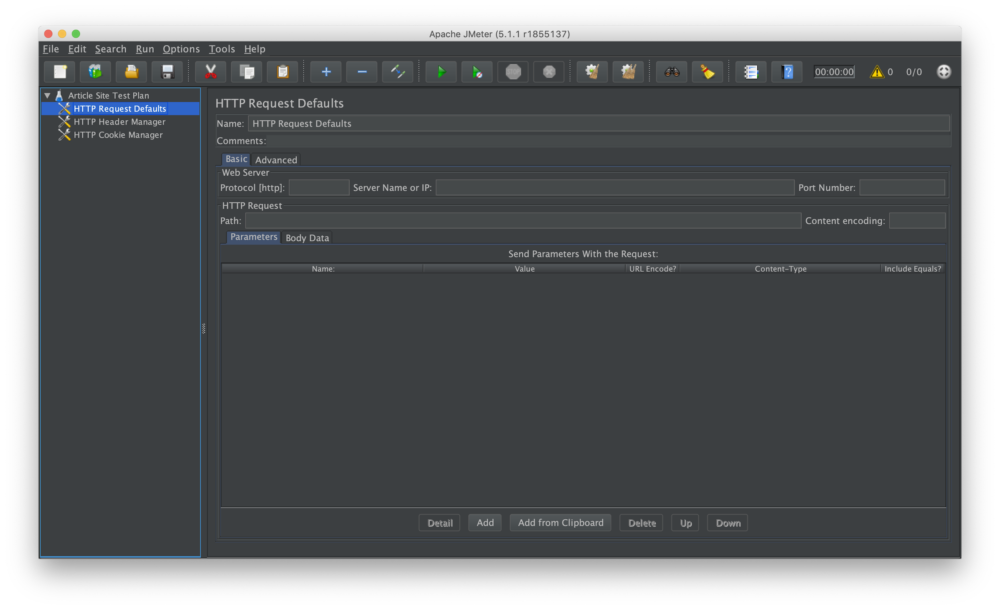 Apache JMeter (5.1.1 r1855137)
File Edit Search Run Options Tools Help
STOP
?
00:00:00
0
0/0
Article Site Test Plan
HTTP Request Defaults
HTTP Header Manager
HTTP Cookie Manager
HTTP Request Defaults
Name: HTTP Request Defaults
Comments:
Basic Advanced
Web Server
Protocol [http]: Server Name or IP: Port Number:
HTTP Request
Path: Content encoding:
Parameters Body Data
Send Parameters With the Request:
Name: Value URL Encode? Content-Type Include Equals?
Detail Add Add from Clipboard Delete Up Down